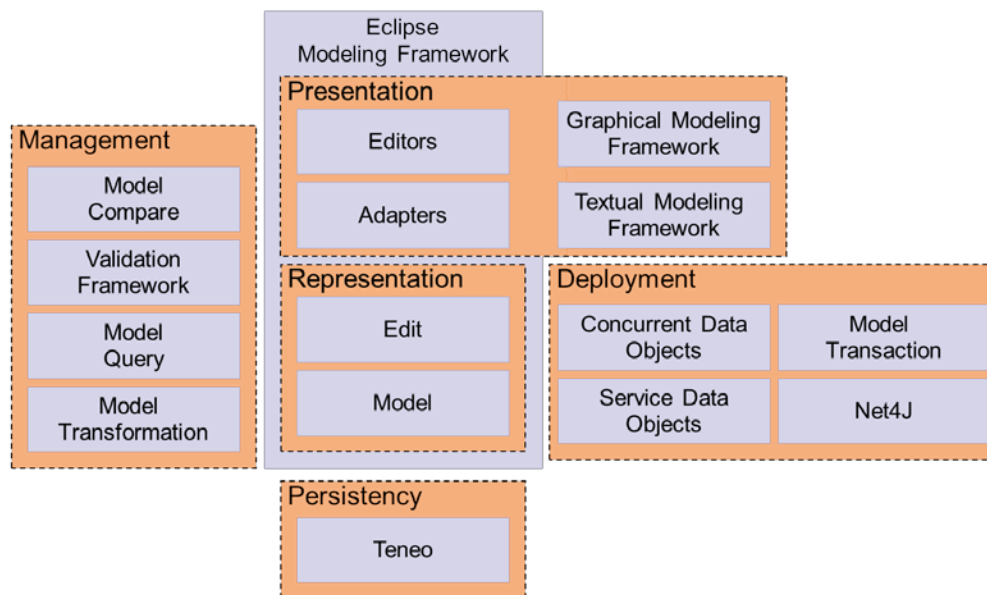 Eclipse
Modeling Framework
Presentation
Editors
Graphical Modeling
Framework
Adapters
Textual Modeling
Framework
Management
Model
Compare
Validation
Framework
Model
Query
Model
Transformation
Representation
Edit
Model
Deployment
Concurrent Data
Objects
Model
Transaction
Service Data
Objects
Net4J
Persistency
Teneo